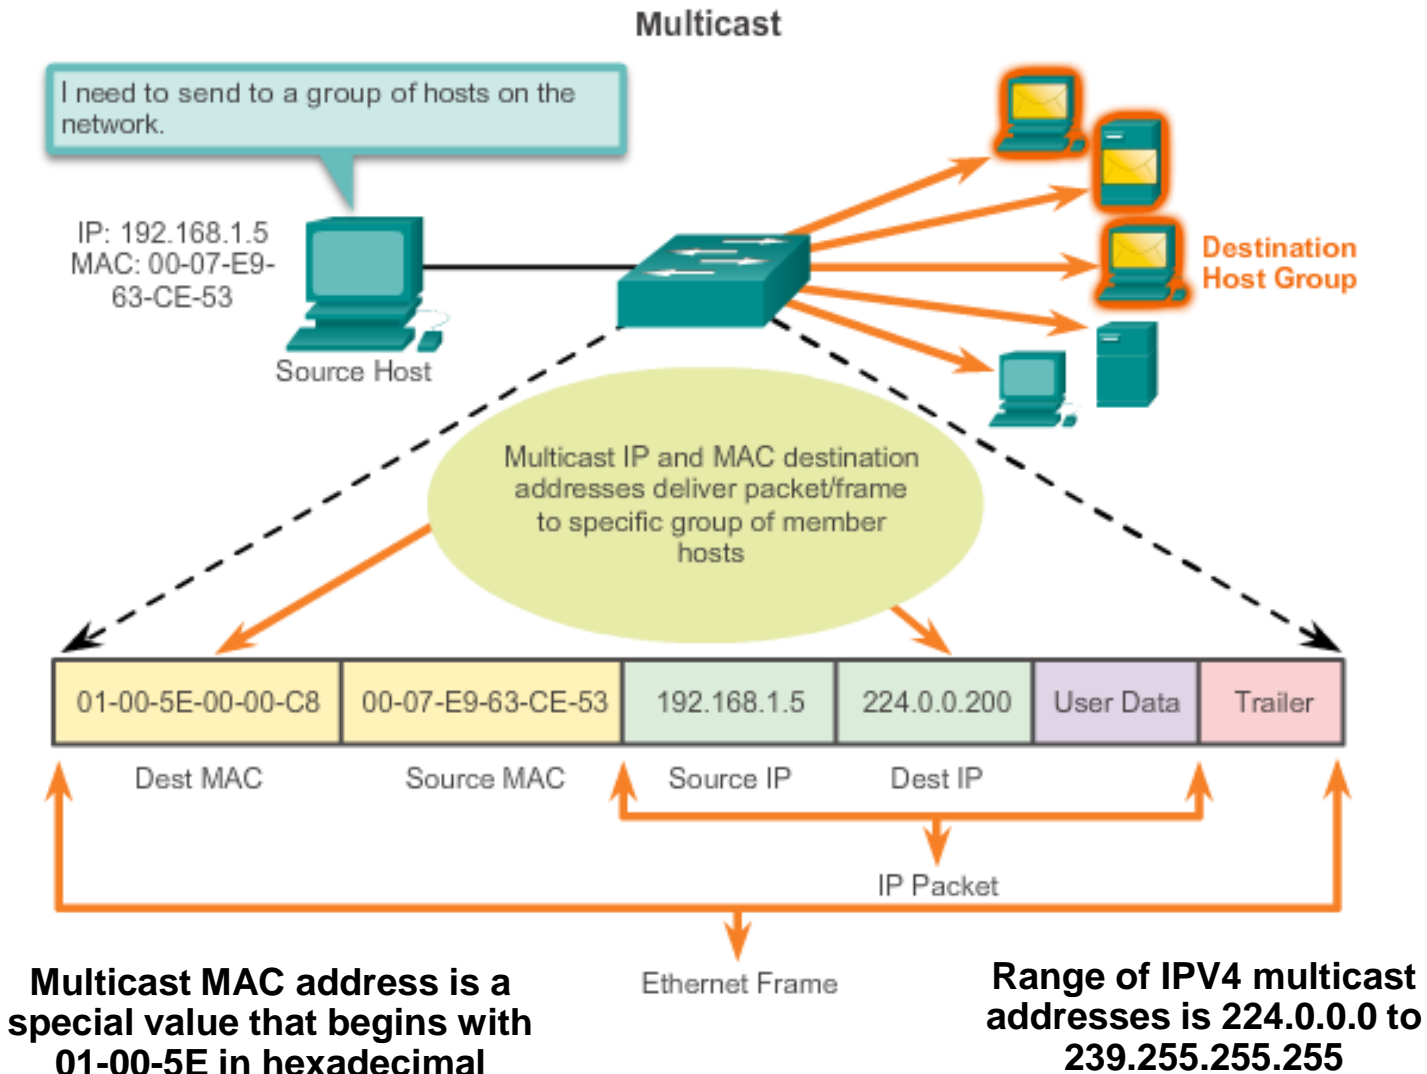 Multicast
I need to send to a group of hosts on the
network.
IP: 192.168.1.5
MAC: 00-07-E9-
63-CE-53
Source Host
Destination
Host Group
Multicast IP and MAC destination
addresses deliver packet/frame
to specific group of member
hosts
01-00-5E-00-00-C8 00-07-E9-63-CE-53 192.168.1.5 224.0.0.200 User Data Trailer
Dest MAC Source MAC Source IP Dest IP
IP Packet
Ethernet Frame
Multicast MAC address is a
special value that begins with
01-00-5E in hexadecimal
Range of IPV4 multicast
addresses is 224.0.0.0 to
239.255.255.255